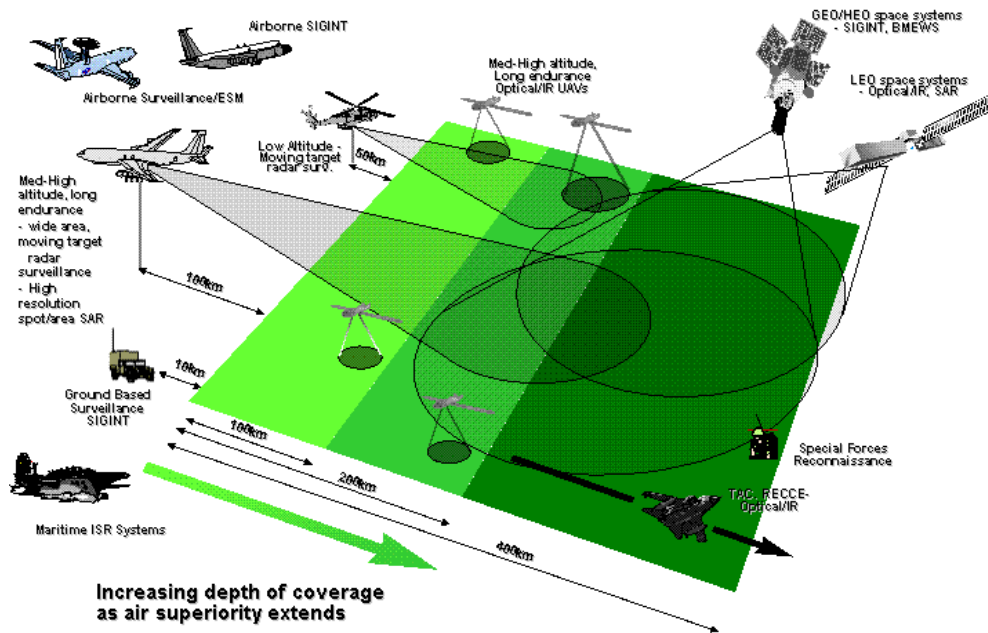 Airborne SIGINT
Airborne Surveillance/ESM
GEO/HEO space systems
- SIGINT, BMEWS
LEO space systems
- Optical/IR, SAR
Med-High altitude,
Long endurance
Optical/IR UAVs
Low Altitude -
Moving target
radar surv.
50km
Med-High
altitude, long
endurance
- wide area,
moving target
radar
surveillance
- High
resolution
spot/area SAR
100km
10km
Ground Based
Surveillance
SIGINT
100km
200km
400km
Maritime ISR Systems
Special Forces
Reconnaissance
TAC. RECCE-
Optical/IR
Increasing depth of coverage
as air superiority extends